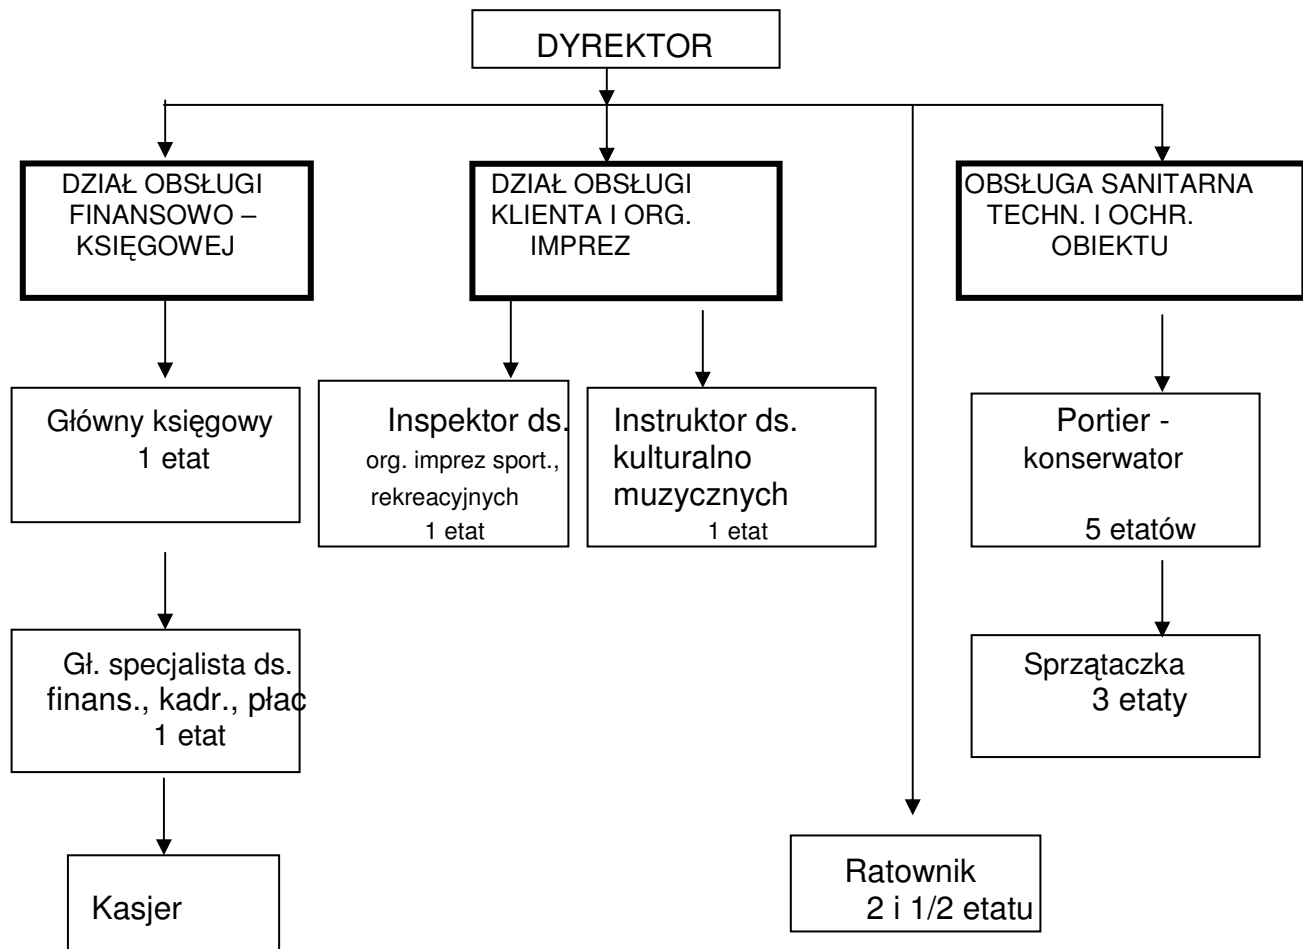 DYREKTOR
DZIAŁ OBSŁUGI
FINANSOWO –
KSIĘGOWEJ
DZIAŁ OBSŁUGI
KLIENTA I ORG.
IMPREZ
OBSŁUGA SANITARNA
TECHN. I OCHR.
OBIEKTU
Główny księgowy
1 etat
Inspektor ds.
org. imprez sport.,
rekreacyjnych
1 etat
Instruktor ds.
kulturalno
muzycznych
1 etat
Portier -
konserwator
5 etatów
Gł. specjalista ds.
finans., kadr., płac
1 etat
Sprzątaczka
3 etaty
Kasjer
Ratownik
2 i 1/2 etatu